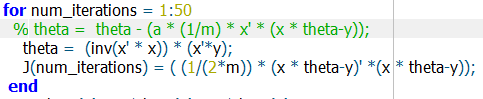 for num_iterations = 1:50
% theta = theta - (a * (1/m) * x' * (x * theta-y));
theta = (inv(x' * x)) * (x'*y);
J(num_iterations) = ( (1/(2*m)) * (x * theta-y)' *(x * theta-y));
end